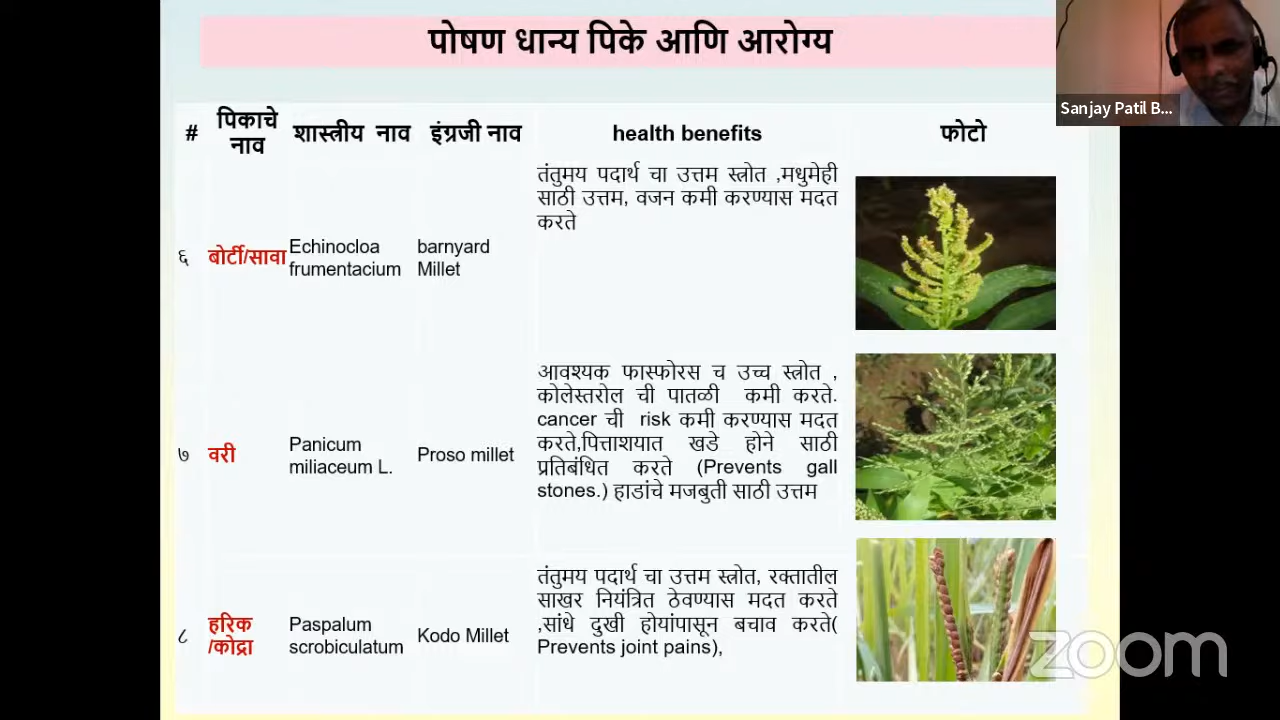 पोषण धान्य पिके आणि आरोग्य
Sanjay Patil B...
# पिकाचे नाव शास्त्रीय नाव इंग्रजी नाव health benefits फोटो
तंतुमय पदार्थ चा उत्तम स्त्रोत ,मधुमेही
साठी उत्तम, वजन कमी करण्यास मदत
करते
६ बोर्टी/सावा
Echinocloa
frumentacium
barnyard
Millet
आवश्यक फास्फोरस च उच्च स्त्रोत ,
कोलेस्तरोल ची पातळी कमी करते.
cancer ची risk कमी करण्यास मदत
करते,पित्ताशयात खडे होने साठी
प्रतिबंधित करते (Prevents gall
stones.) हाडांचे मजबुती साठी उत्तम
७ वरी
Panicum
miliaceum L.
Proso millet
तंतुमय पदार्थ चा उत्तम स्त्रोत, रक्तातील
साखर नियंत्रित ठेवण्यास मदत करते
,सांधे दुखी होयांपासून बचाव करते(
Prevents joint pains),
८ हरिक
/कोद्रा
Paspalum
scrobiculatum
Kodo Millet
zoom